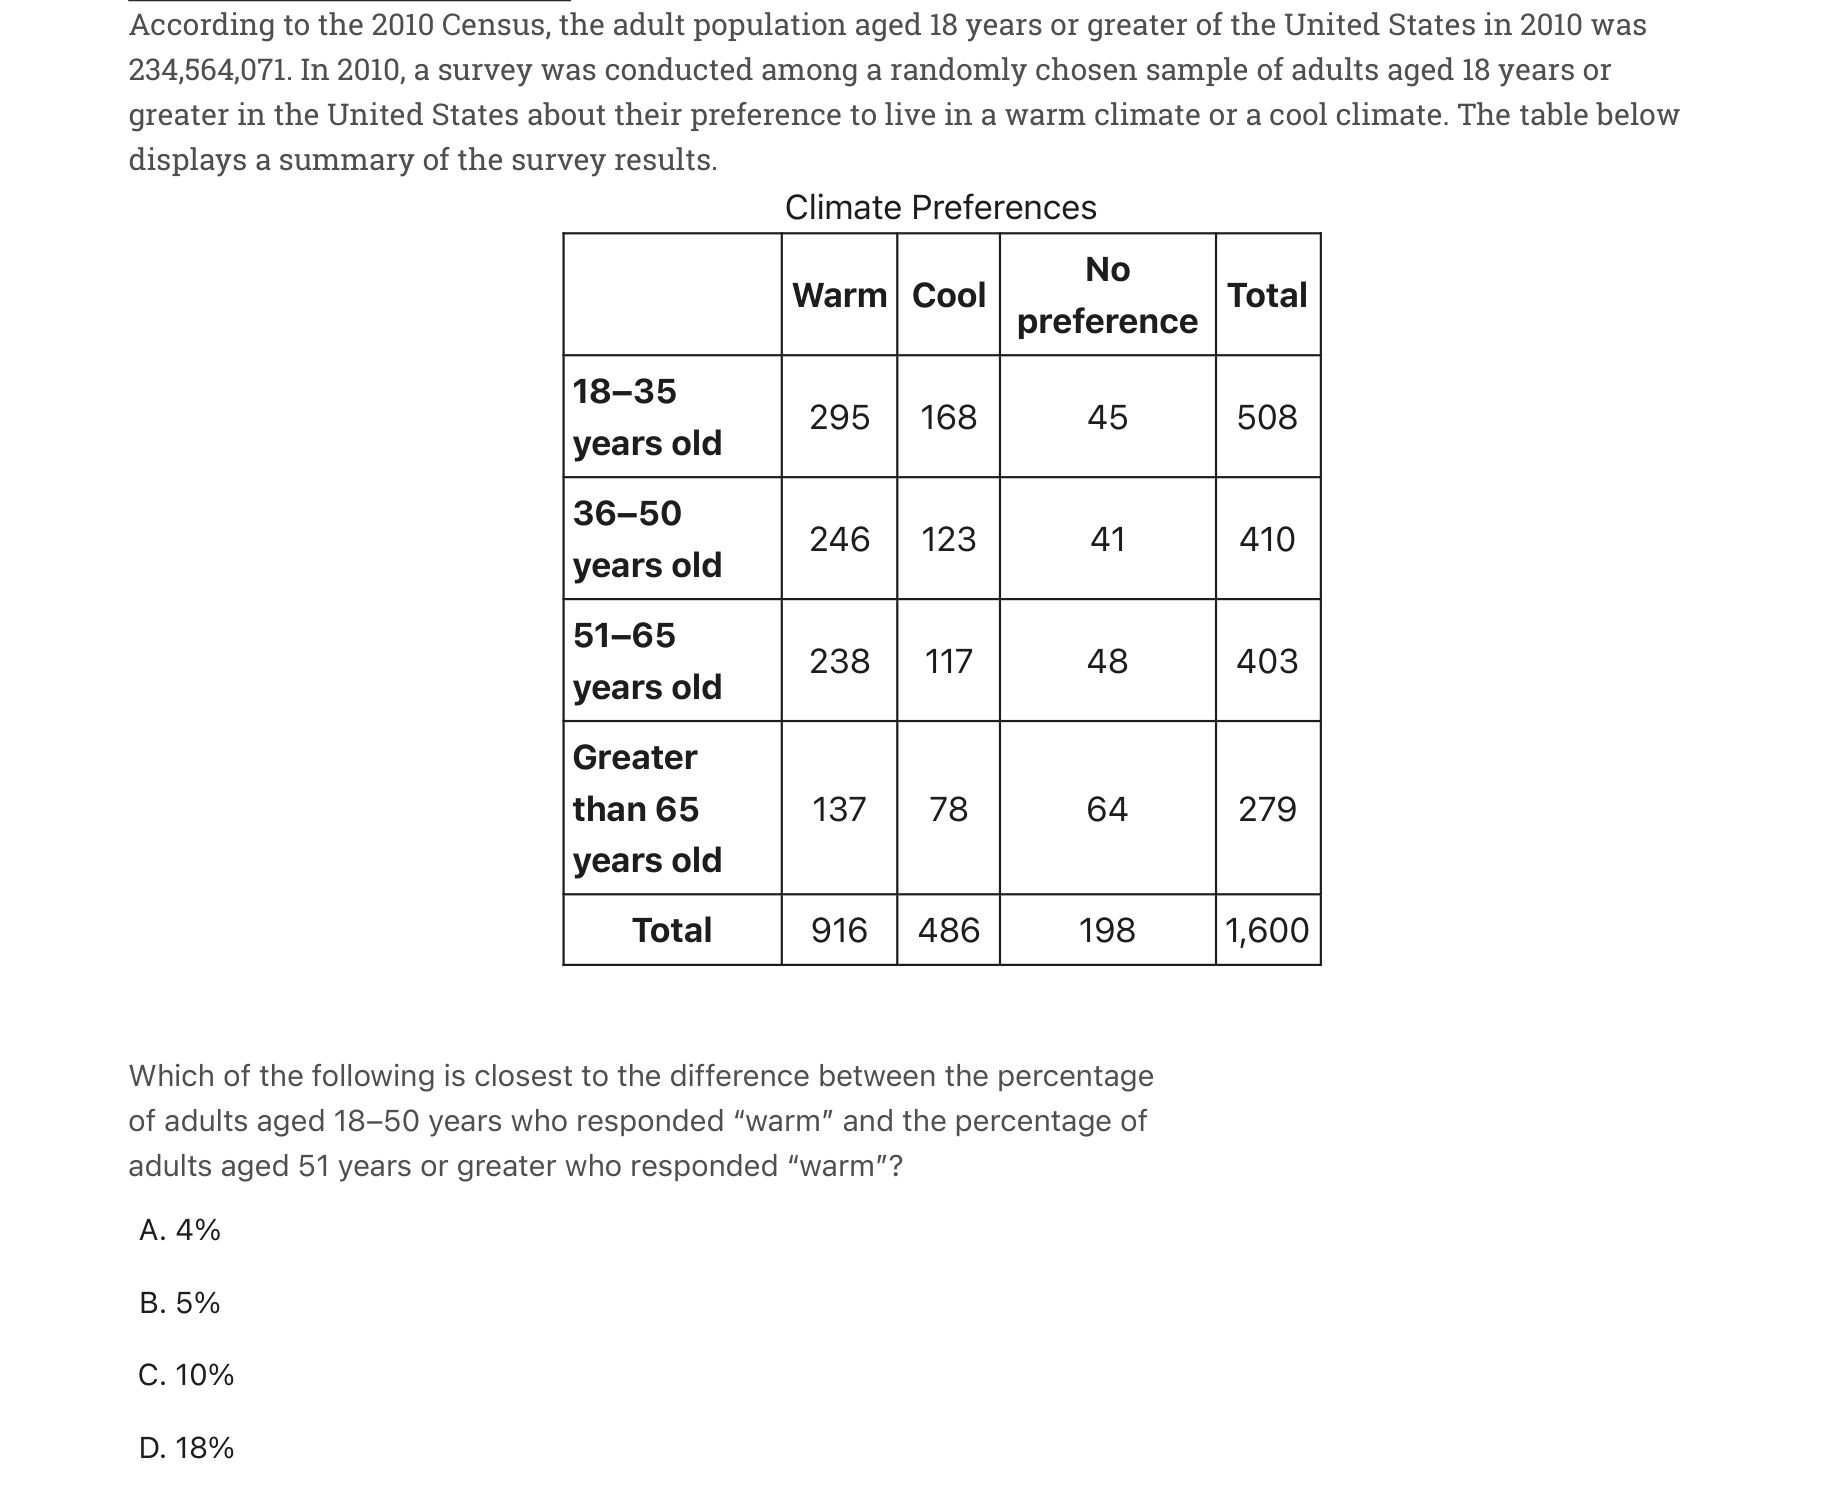 According to the 2010 Census, the adult population aged 18 years or greater of the United States in 2010 was
234,564,071. In 2010, a survey was conducted among a randomly chosen sample of adults aged 18 years or
greater in the United States about their preference to live in a warm climate or a cool climate. The table below
displays a summary of the survey results.
Climate Preferences
Warm Cool No preference Total
18–35 years old 295 168 45 508
36–50 years old 246 123 41 410
51–65 years old 238 117 48 403
Greater than 65 years old 137 78 64 279
Total 916 486 198 1,600
Which of the following is closest to the difference between the percentage
of adults aged 18–50 years who responded “warm” and the percentage of
adults aged 51 years or greater who responded “warm”?
A. 4%
B. 5%
C. 10%
D. 18%